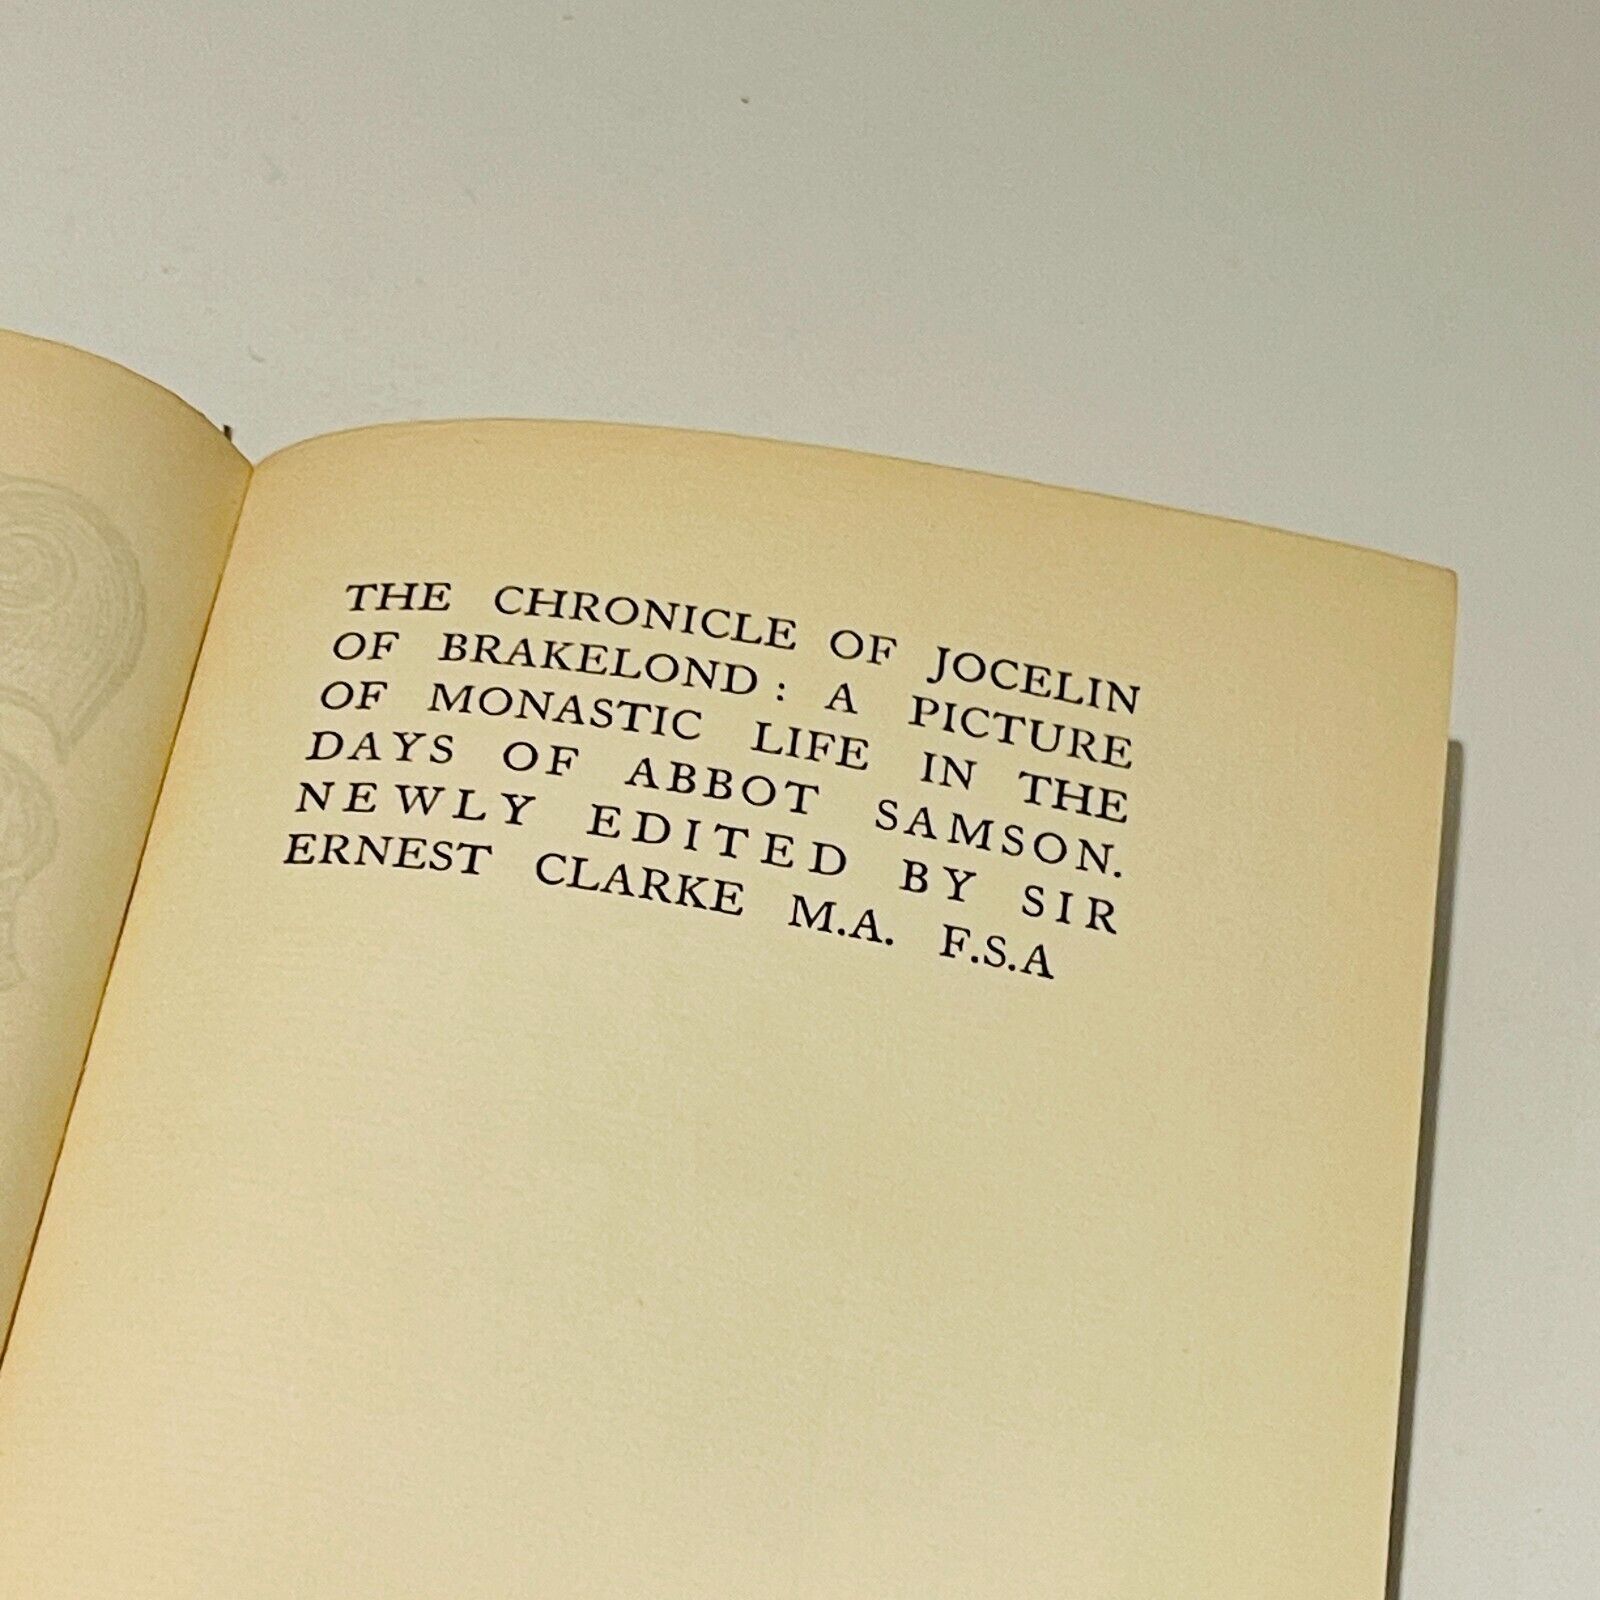 THE CHRONICLE OF JOCELIN
OF BRAKELOND: A PICTURE
OF MONASTIC LIFE IN THE
DAYS OF ABBOT SAMSON.
NEWLY EDITED BY SIR
ERNEST CLARKE M.A. F.S.A